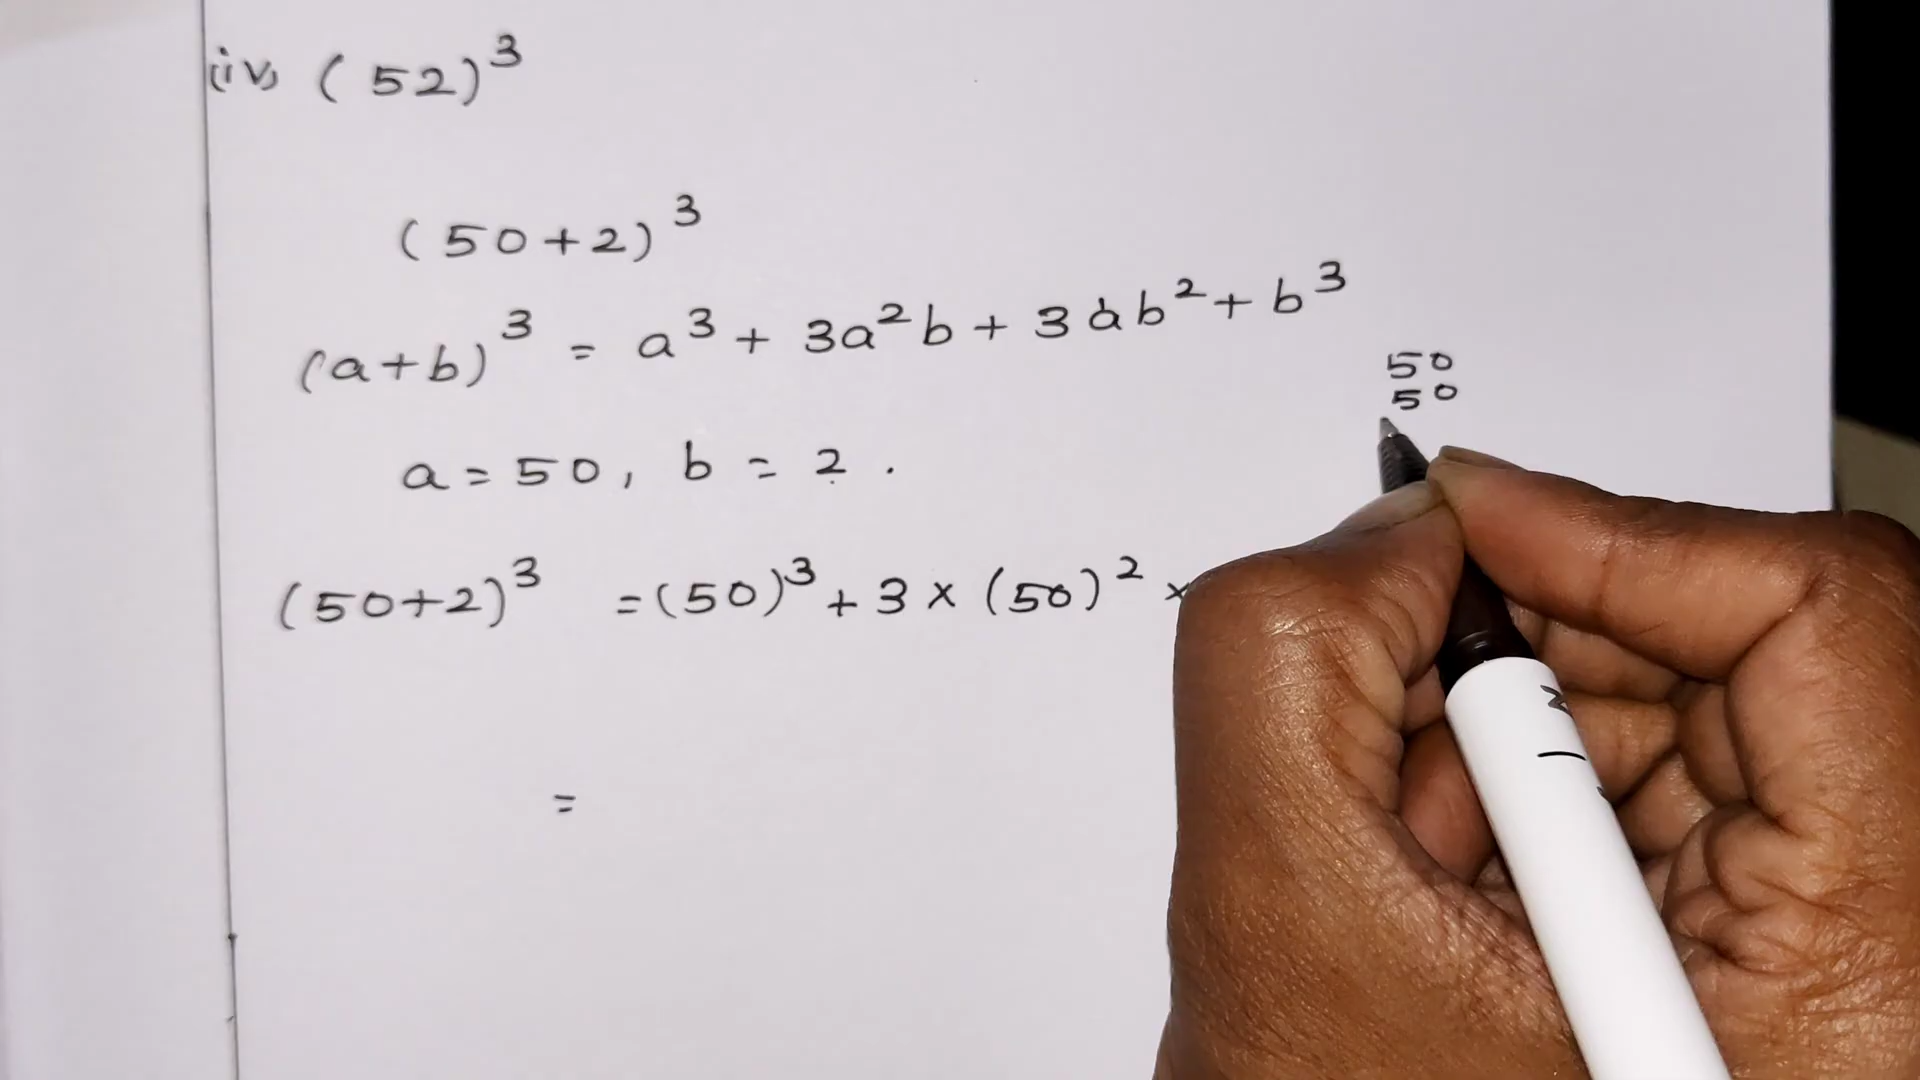 (iv) (52)³
(50+2)³
(a+b)³ = a³ + 3a²b + 3ab² + b³
50
50
a = 50, b = 2.
(50+2)³ = (50)³ + 3 × (50)² ×
=